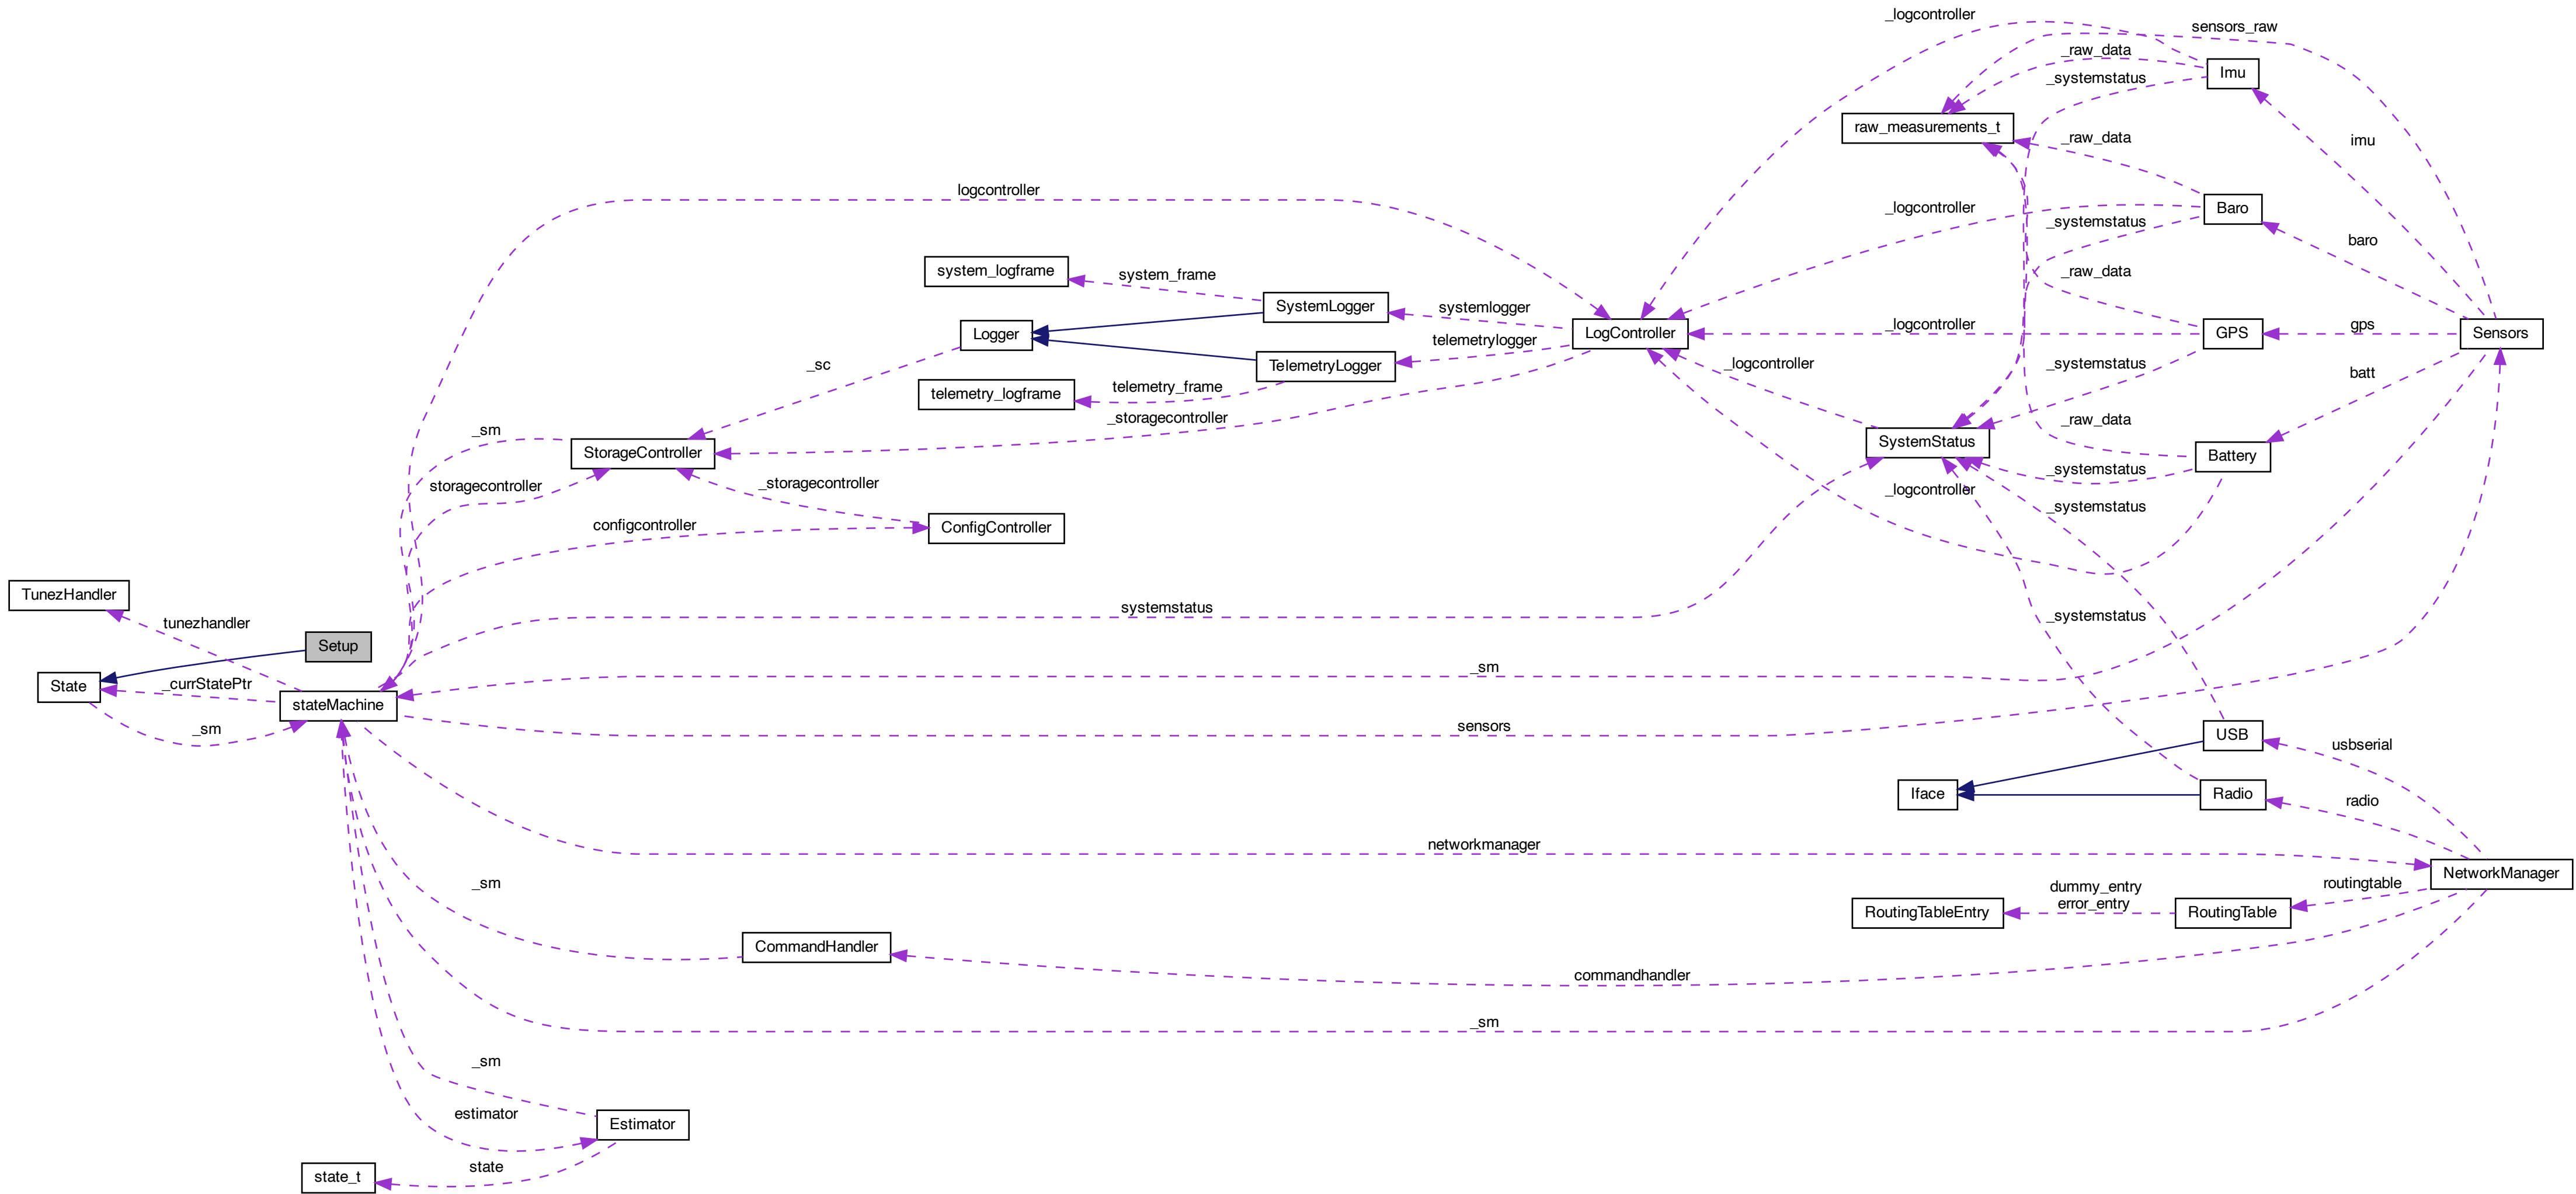 _logcontroller
sensors_raw
_raw_data
Imu
_systemstatus
raw_measurements_t
_raw_data
imu
logcontroller
_logcontroller
Baro
_systemstatus
baro
system_logframe
system_frame
_raw_data
SystemLogger
systemlogger
Logger
LogController
_logcontroller
GPS
gps
Sensors
telemetrylogger
_sc
TelemetryLogger
_logcontroller
_systemstatus
batt
telemetry_logframe
telemetry_frame
_storagecontroller
_raw_data
_sm
StorageController
SystemStatus
Battery
_systemstatus
storagecontroller
_storagecontroller
_logcontroller
_systemstatus
configcontroller
ConfigController
TunezHandler
tunezhandler
systemstatus
_systemstatus
Setup
State
_currStatePtr
_sm
stateMachine
_sm
sensors
USB
usbserial
Iface
Radio
radio
networkmanager
NetworkManager
_sm
dummy_entry
error_entry
routingtable
RoutingTableEntry
RoutingTable
CommandHandler
commandhandler
_sm
_sm
estimator
Estimator
state
state_t